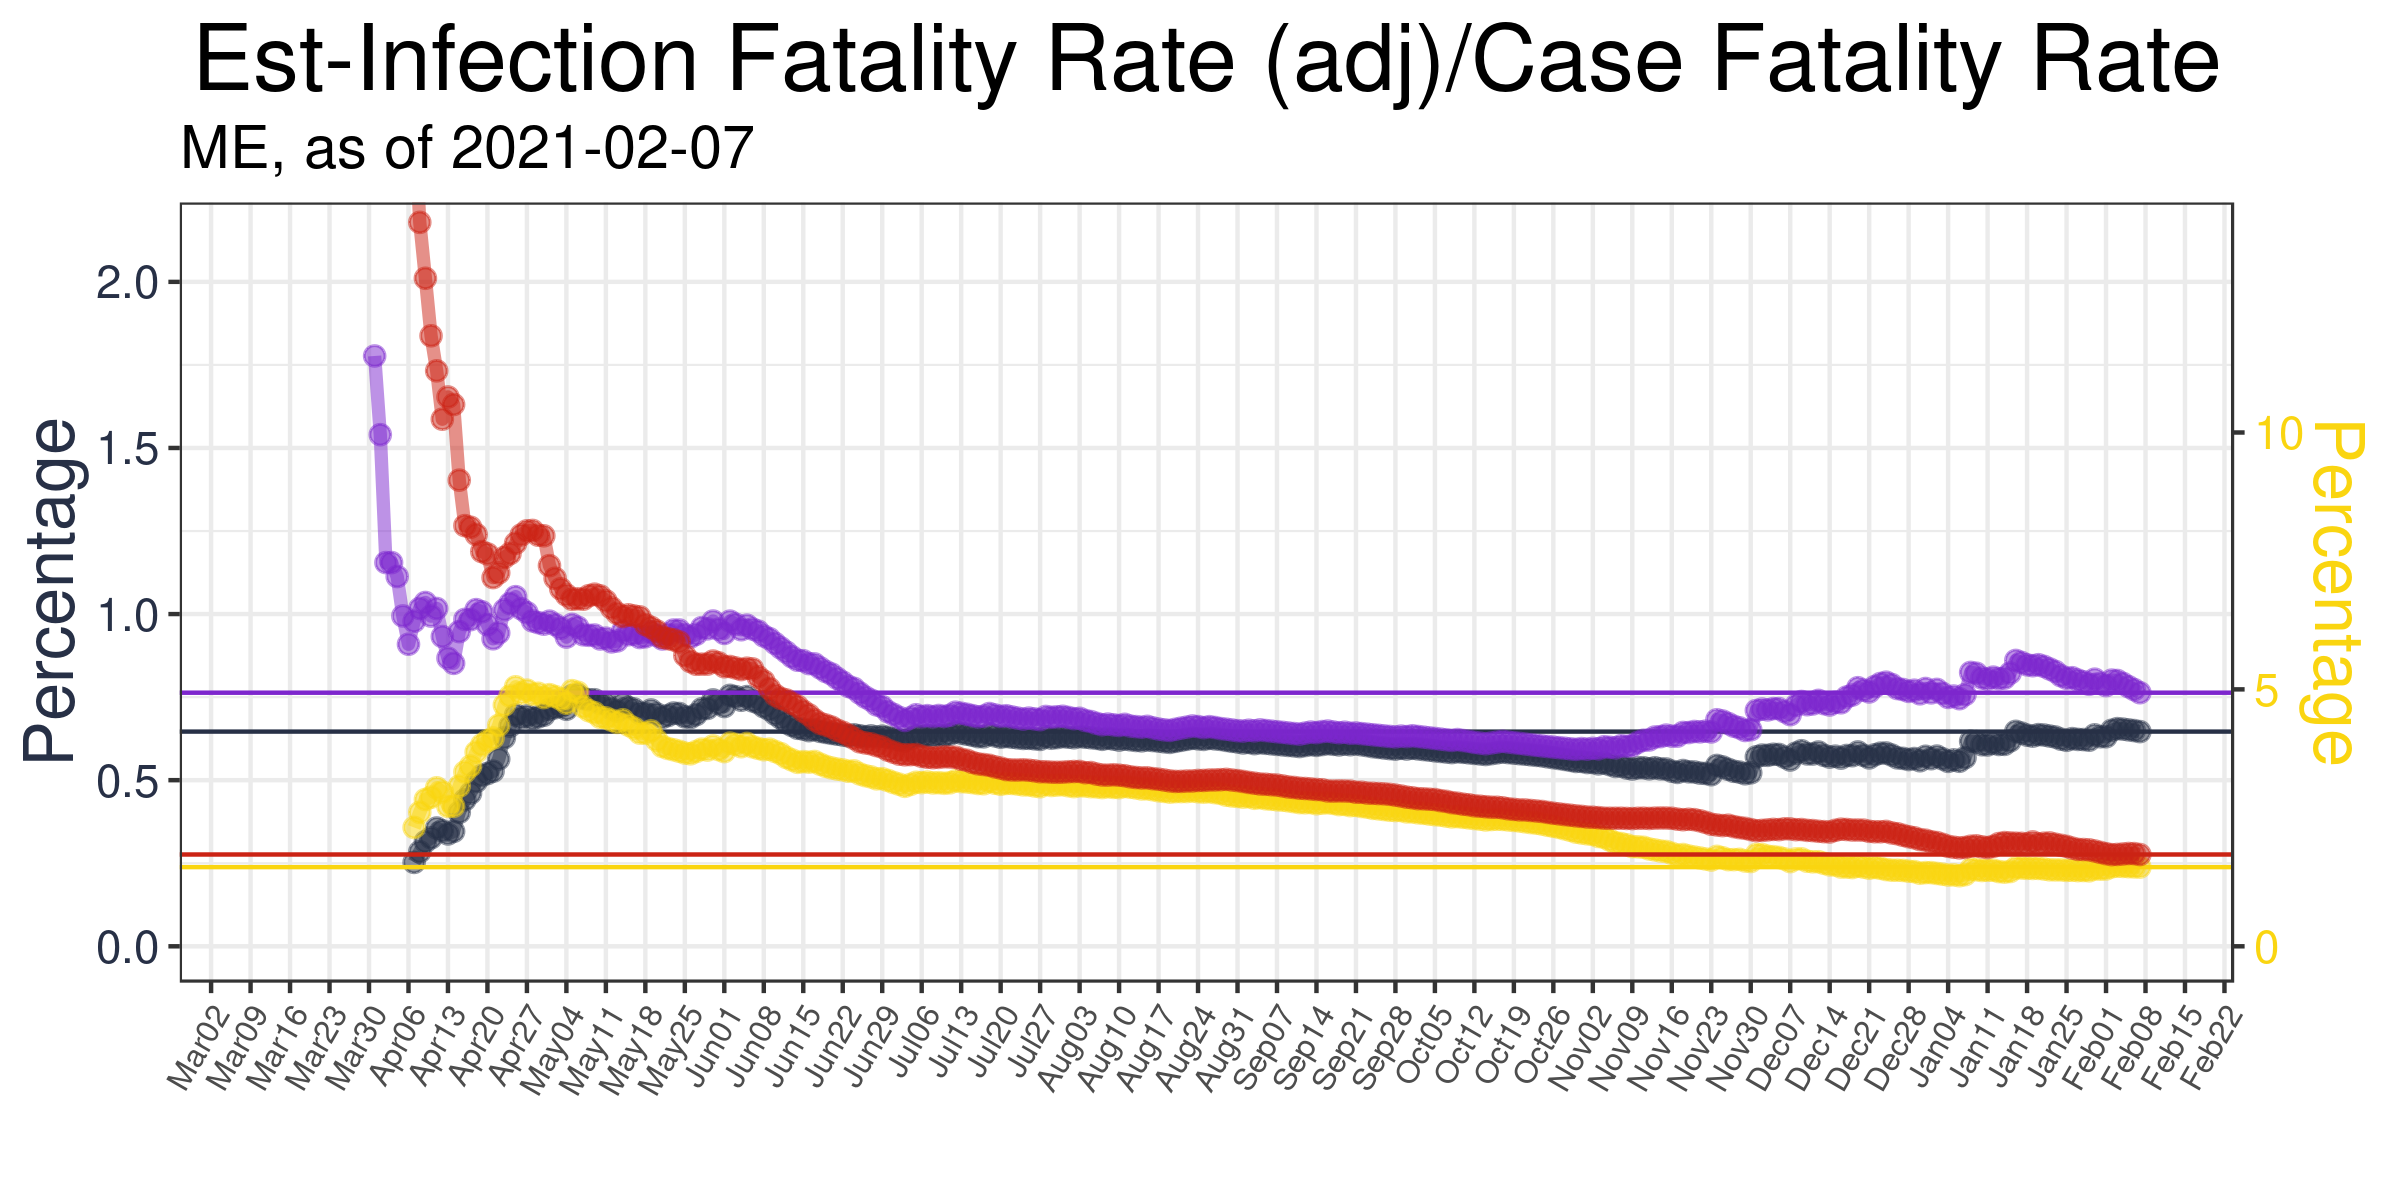 Est-Infection Fatality Rate (adj)/Case Fatality Rate
ME, as of 2021-02-07
Percentage
2.0
1.5
1.0
0.5
0.0
10
5
0
Percentage
Mar02
Mar09
Mar16
Mar23
Mar30
Apr06
Apr13
Apr20
Apr27
May04
May11
May18
May25
Jun01
Jun08
Jun15
Jun22
Jun29
Jul06
Jul13
Jul20
Jul27
Aug03
Aug10
Aug17
Aug24
Aug31
Sep07
Sep14
Sep21
Sep28
Oct05
Oct12
Oct19
Oct26
Nov02
Nov09
Nov16
Nov23
Nov30
Dec07
Dec14
Dec21
Dec28
Jan04
Jan11
Jan18
Jan25
Feb01
Feb08
Feb15
Feb22